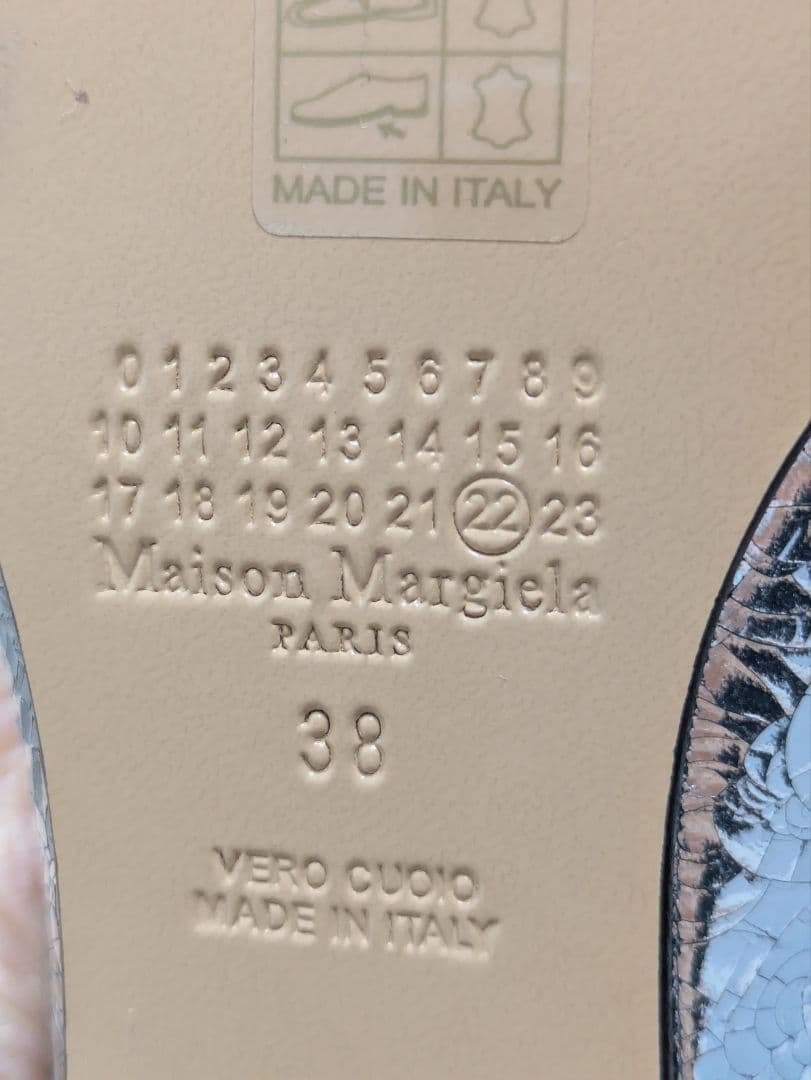 MADE IN ITALY
0 1 2 3 4 5 6 7 8 9
10 11 12 13 14 15 16
17 18 19 20 21 22 23
Maison Margiela
PARIS
38
VERO CUOIO
MADE IN ITALY